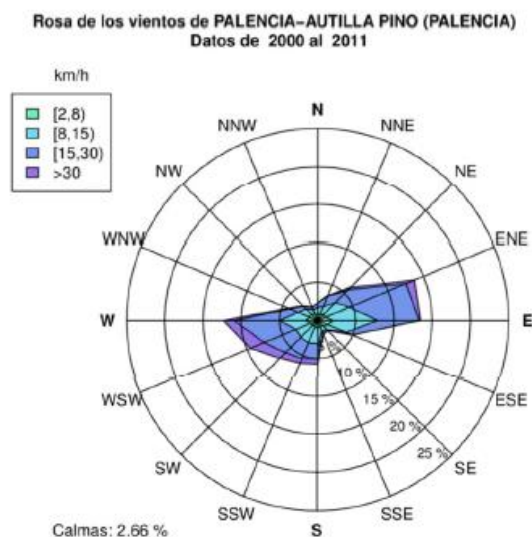 Rosa de los vientos de PALENCIA–AUTILLA PINO (PALENCIA)
Datos de 2000 al 2011
km/h
[2,8)
[8,15)
[15,30)
>30
N
NNW
NNE
NW
NE
WNW
ENE
W
E
WSW
ESE
SW
SE
SSW
SSE
S
10 %
15 %
20 %
25 %
Calmas: 2.66 %